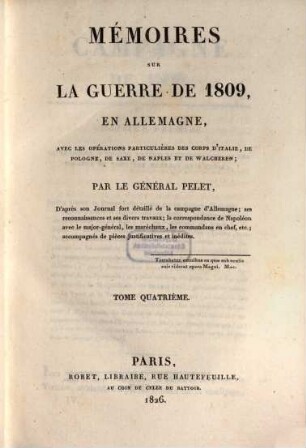 MÉMOIRES
SUR
LA GUERRE DE 1809,
EN ALLEMAGNE,
AVEC LES OPÉRATIONS PARTICULIÈRES DES CORPS D'ITALIE, DE
POLOGNE, DE SAXE, DE NAPLES ET DE WALCHEREN;
PAR LE GÉNÉRAL PELET,
D'après son Journal fort détaillé de la campagne d'Allemagne; ses
reconnaissances et ses divers travaux; la correspondance de Napoléon
avec le major-général, les maréchaux, les commandans en chef, etc.;
accompagnés de pièces justificatives et inédites.
TOME QUATRIÈME.
PARIS,
RORET, LIBRAIRE, RUE HAUTEFEUILLE,
AU COIN DE CELLE DU BATTOIR.
1826.